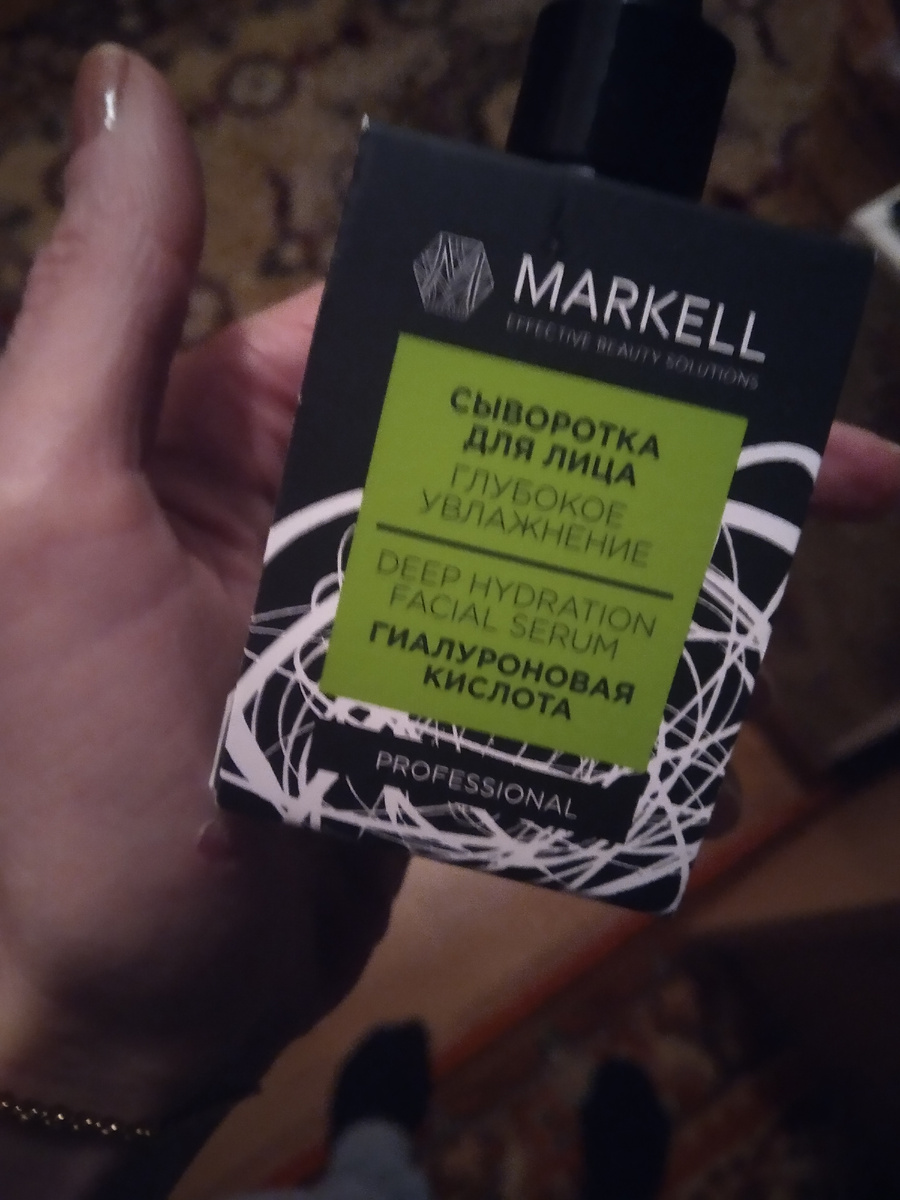 MARKELL
EFFECTIVE BEAUTY SOLUTIONS
СЫВОРОТКА
ДЛЯ ЛИЦА
ГЛУБОКОЕ
УВЛАЖНЕНИЕ
DEEP HYDRATION
FACIAL SERUM
ГИАЛУРОНОВАЯ
КИСЛОТА
PROFESSIONAL